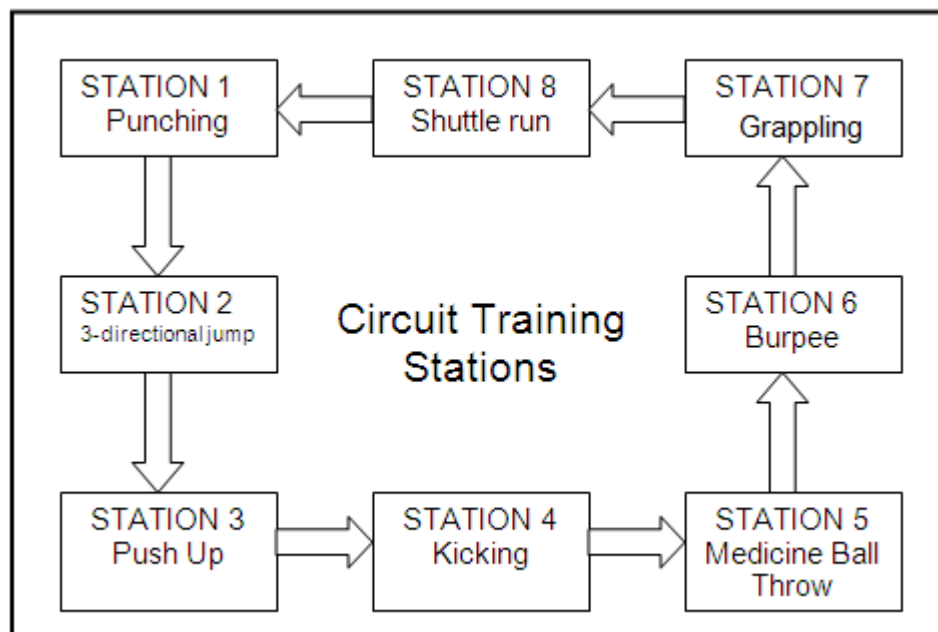 STATION 1
Punching
STATION 8
Shuttle run
STATION 7
Grappling
STATION 2
3-directional jump
Circuit Training
Stations
STATION 6
Burpee
STATION 3
Push Up
STATION 4
Kicking
STATION 5
Medicine Ball
Throw